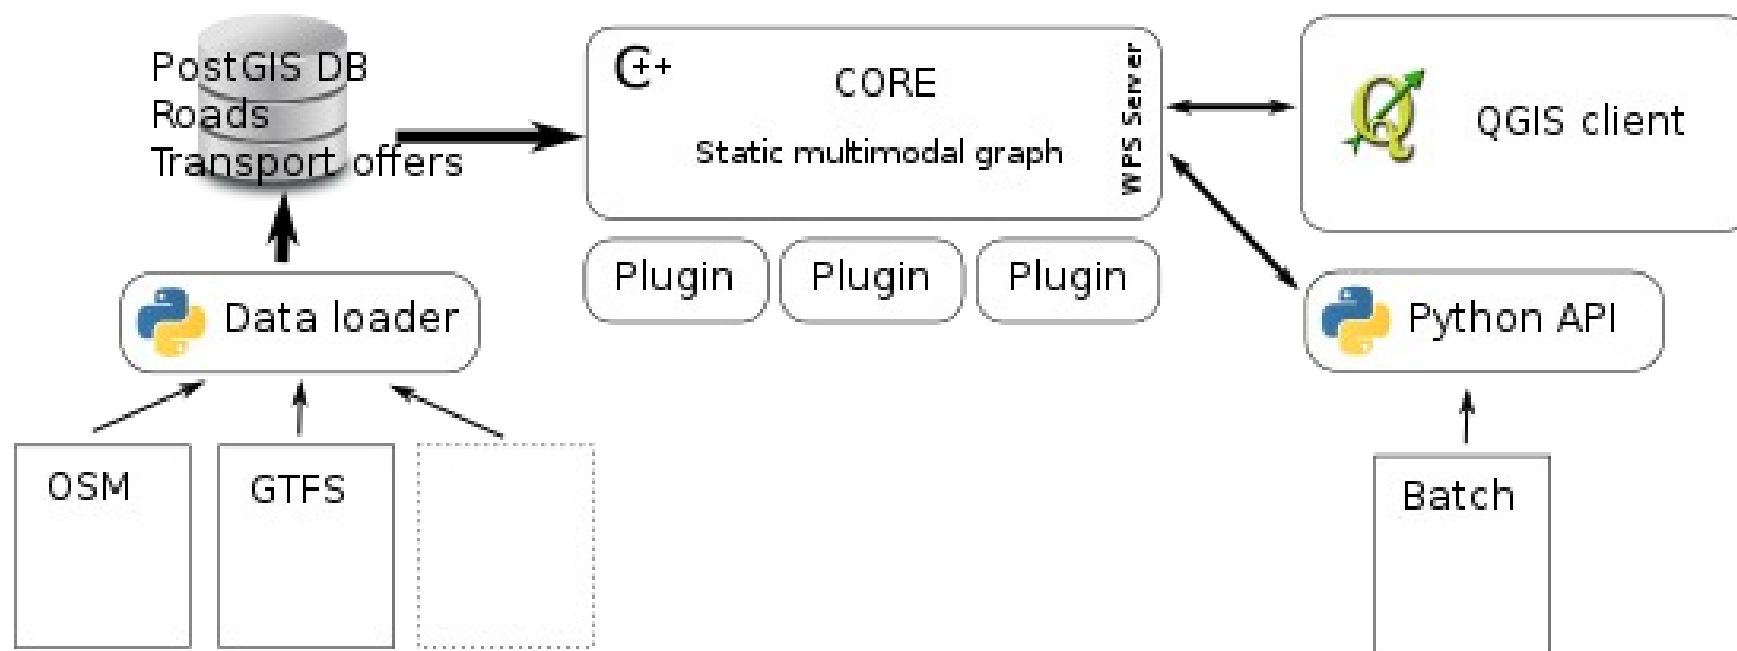 PostGIS DB
Roads
Transport offers
C++
CORE
Static multimodal graph
WPS Server
QGIS client
Plugin
Plugin
Plugin
Data loader
Python API
OSM
GTFS
Batch